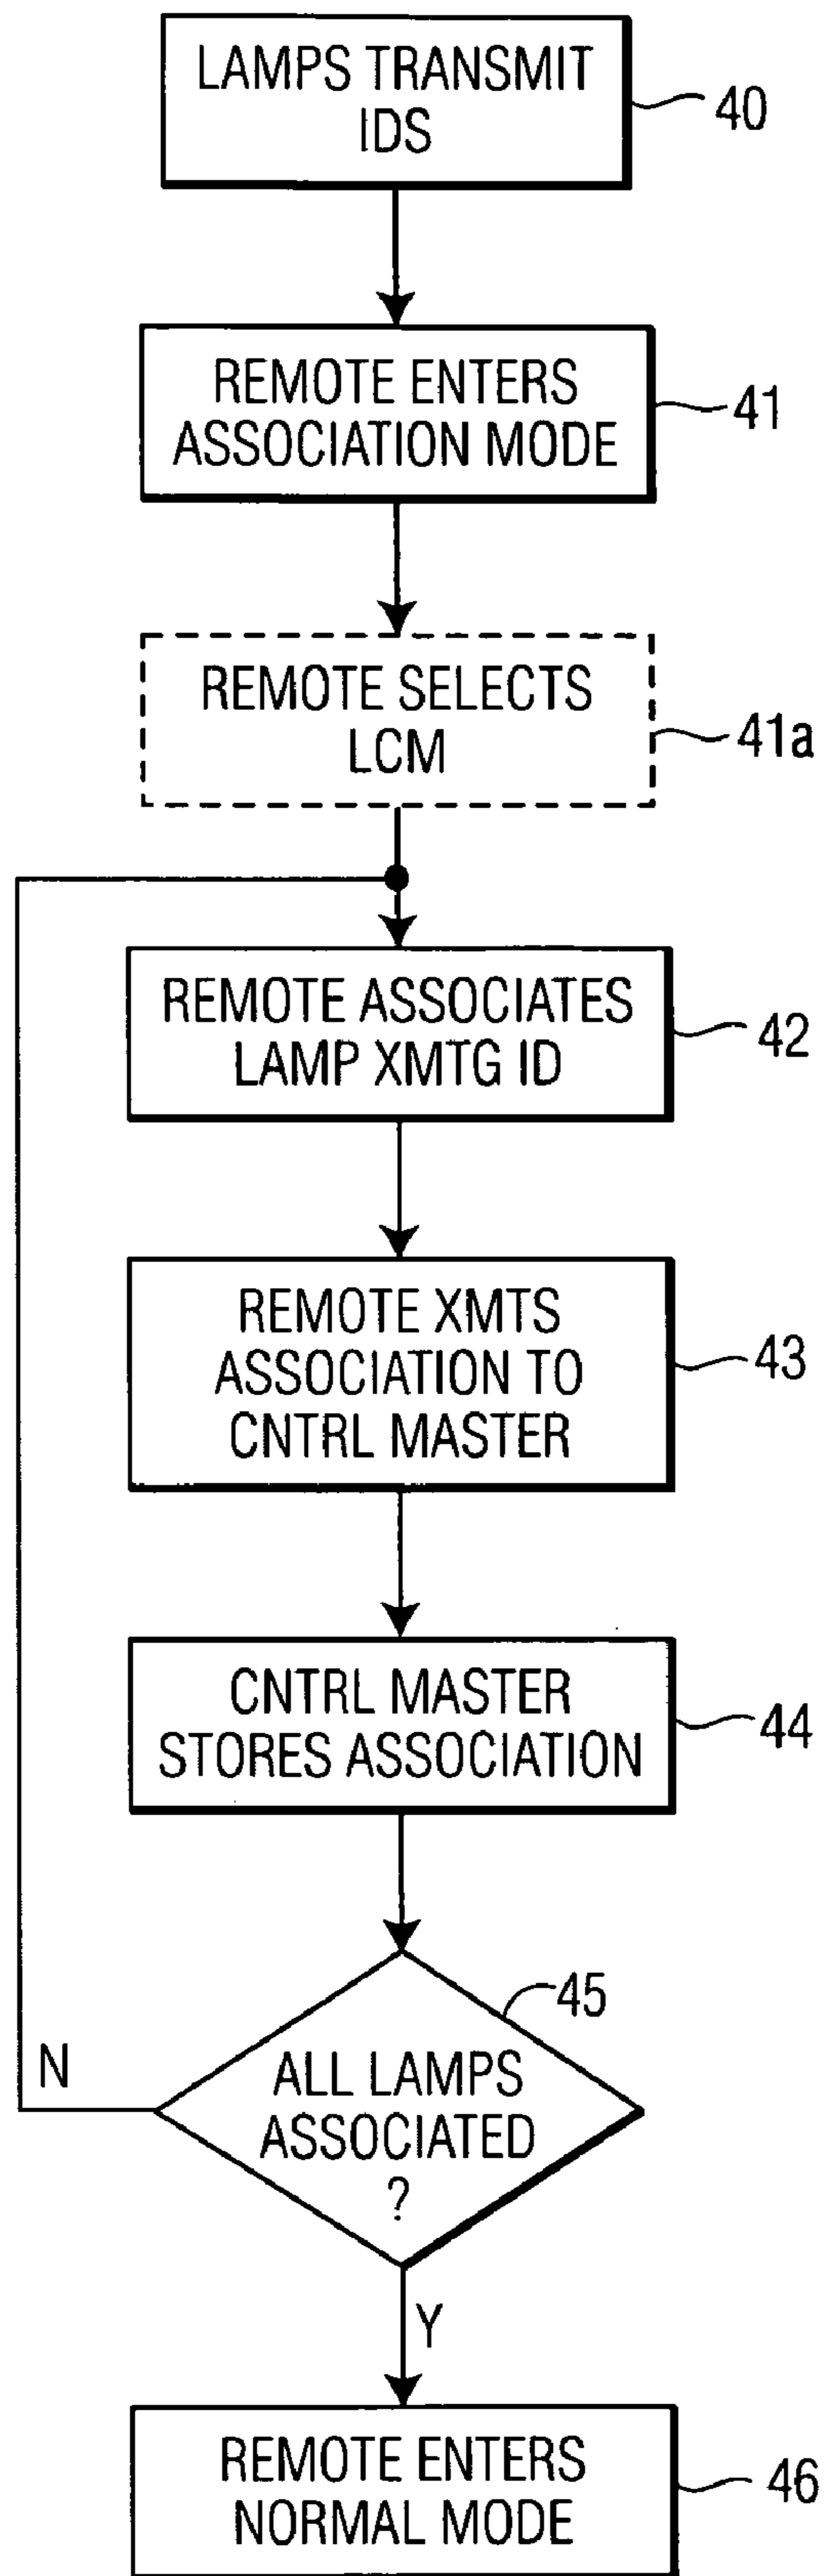 LAMPS TRANSMIT
IDS
40
REMOTE ENTERS
ASSOCIATION MODE
41
REMOTE SELECTS
LCM
41a
REMOTE ASSOCIATES
LAMP XMTG ID
42
REMOTE XMTS
ASSOCIATION TO
CNTRL MASTER
43
CNTRL MASTER
STORES ASSOCIATION
44
45
ALL LAMPS
ASSOCIATED
?
N
Y
REMOTE ENTERS
NORMAL MODE
46